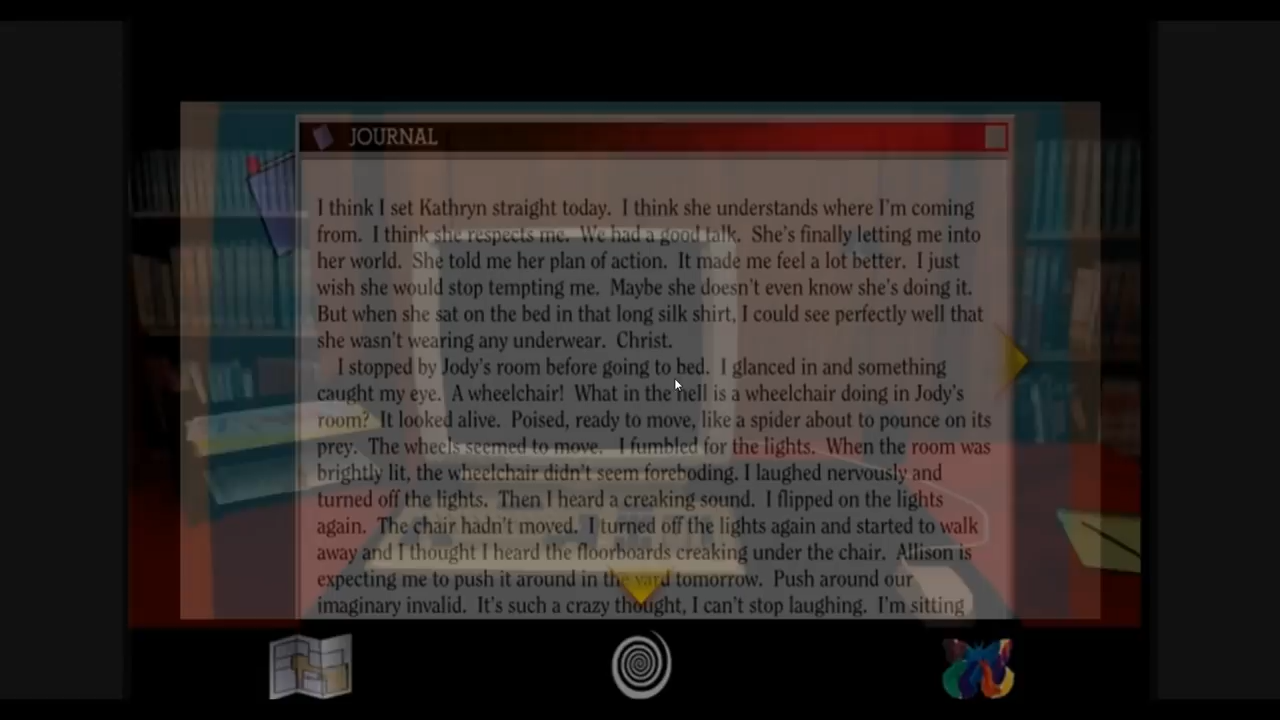 JOURNAL
I think I set Kathryn straight today.  I think she understands where I'm coming
from.  I think she respects me.  We had a good talk.  She's finally letting me into
her world.  She told me her plan of action.  It made me feel a lot better.  I just
wish she would stop tempting me.  Maybe she doesn't even know she's doing it.
But when she sat on the bed in that long silk shirt, I could see perfectly well that
she wasn't wearing any underwear.  Christ.
I stopped by Jody's room before going to bed.  I glanced in and something
caught my eye.  A wheelchair!  What in the hell is a wheelchair doing in Jody's
room?  It looked alive.  Poised, ready to move, like a spider about to pounce on its
prey.  The wheels seemed to move.  I fumbled for the lights.  When the room was
brightly lit, the wheelchair didn't seem foreboding. I laughed nervously and
turned off the lights.  Then I heard a creaking sound.  I flipped on the lights
again.  The chair hadn't moved.  I turned off the lights again and started to walk
away and I thought I heard the floorboards creaking under the chair.  Allison is
expecting me to push it around in the yard tomorrow.  Push around our
imaginary invalid.  It's such a crazy thought, I can't stop laughing.  I'm sitting